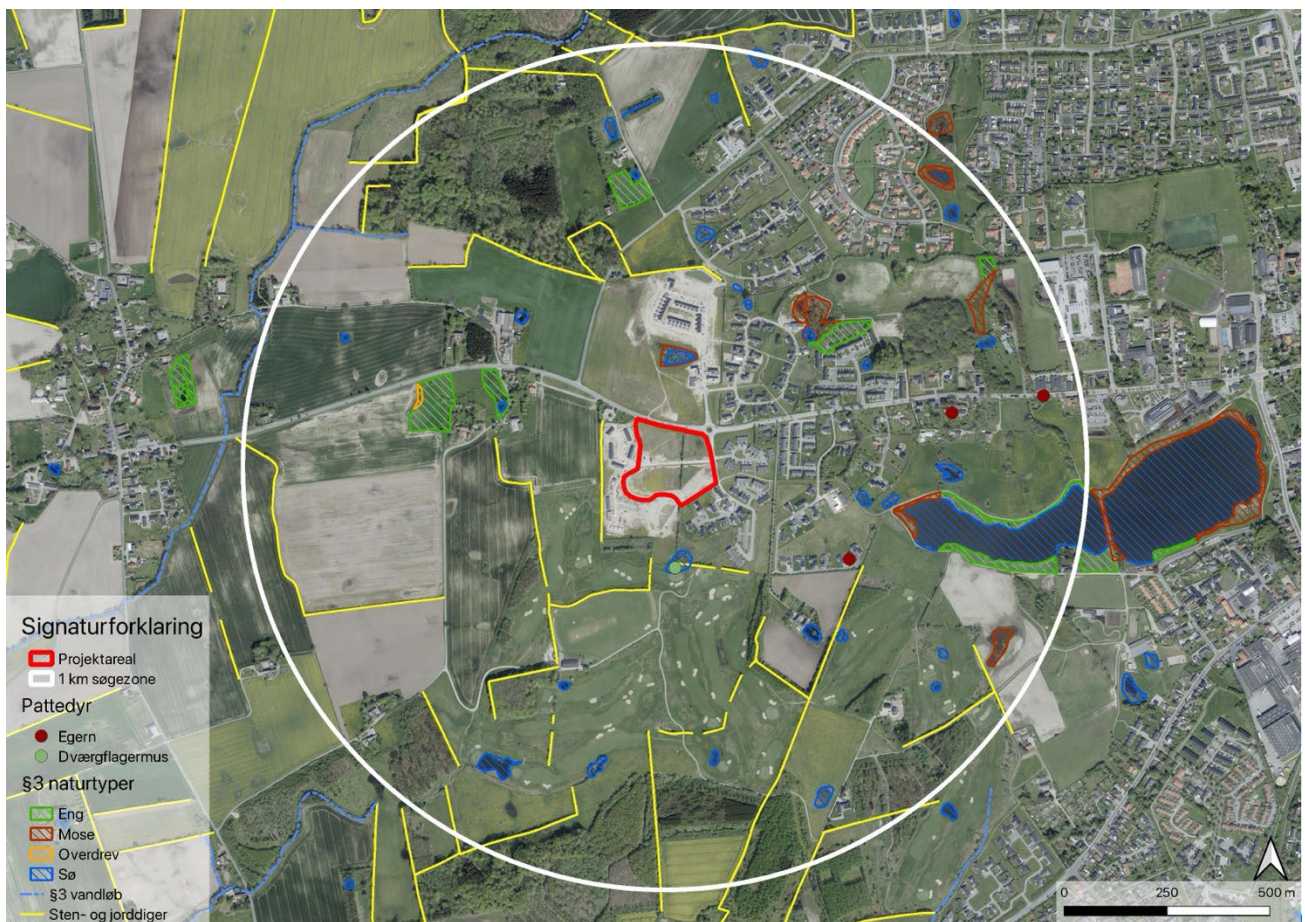 Signaturforklaring
Projektareal
1 km søgezone
Pattedyr
Egern
Dværgflagermus
§3 naturtyper
Eng
Mose
Overdrev
Sø
§3 vandløb
Sten- og jorddiger
0 250 500 m